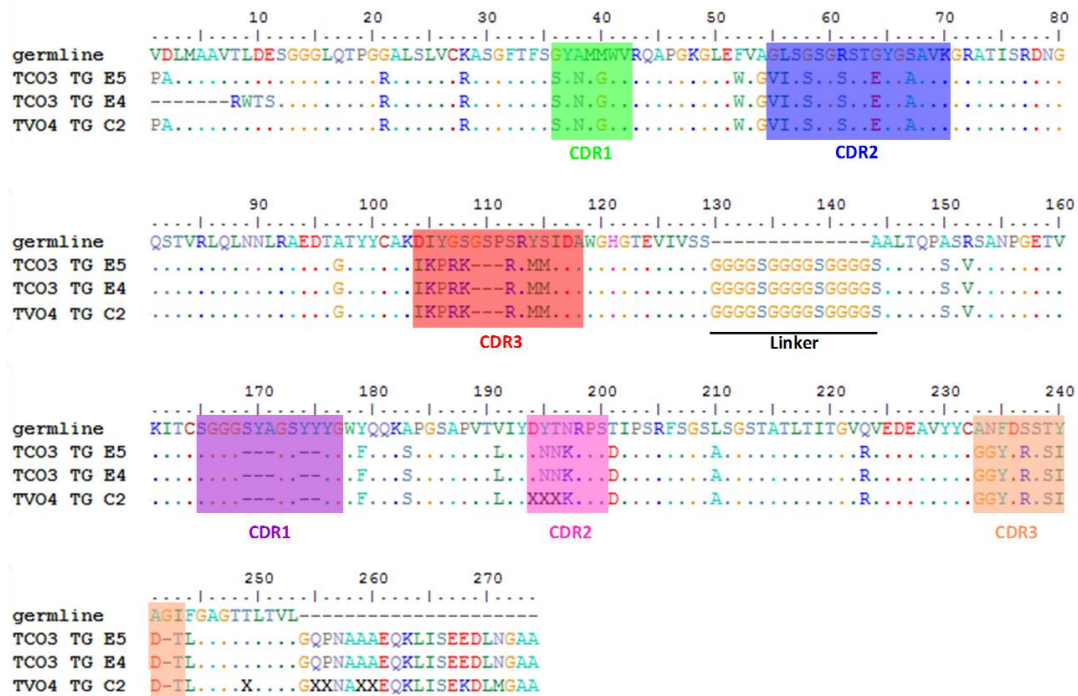 10 20 30 40 50 60 70 80
germline VDLMAAVTLDESGGGLQTPGGALSLVCKASGFTFSGYAMMWVRQAPGKGLEFVAGLSGSGRSTGYGSAVKGRATISRDNG
TCO3 TG E5 PA..................R......R.......S.N.G...........W.GVI.S..S..E..A.............
TCO3 TG E4 -------RWTS.........R......R.......S.N.G...........W.GVI.S..S..E..A.............
TVO4 TG C2 PA..................R......R.......S.N.G...........W.GVI.S..S..E..A.............
CDR1 CDR2
90 100 110 120 130 140 150 160
germline QSTVRLQLNNLRAEDTATYYCAKDIYGSGSPSRYSIDAWGHGTEVIVSS--------------AALTQPASRSANPGETV
TCO3 TG E5 ................G......IKPRK---R.MM..............GGGGSGGGGSGGGGS.....S.V........
TCO3 TG E4 ................G......IKPRK---R.MM..............GGGGSGGGGSGGGGS.....S.V........
TVO4 TG C2 ................G......IKPRK---R.MM..............GGGGSGGGGSGGGGS.....S.V........
CDR3 Linker
170 180 190 200 210 220 230 240
germline KITCSGGGSYAGSYYYGWYQQKAPGSAPVTVIYDYTNRPSTIPSRFSGSLSGSTATLTITGVQVEDEAVYYCANFDSSTY
TCO3 TG E5 ........---..--...F...S.......L...NNK...D........A............R.........GGY.R.SI
TCO3 TG E4 ........---..--...F...S.......L...NNK...D........A............R.........GGY.R.SI
TVO4 TG C2 ........---..--...F...S.......L..XXXK...D........A............R.........GGY.R.SI
CDR1 CDR2 CDR3
250 260 270
germline AGIFGAGTTLTVL---------------------
TCO3 TG E5 D-TL.........GQPNAAAEQKLISEEDLNGAA
TCO3 TG E4 D-TL.........GQPNAAAEQKLISEEDLNGAA
TVO4 TG C2 D-TL....X....GXXNAXXEQKLISEKDLMGAA